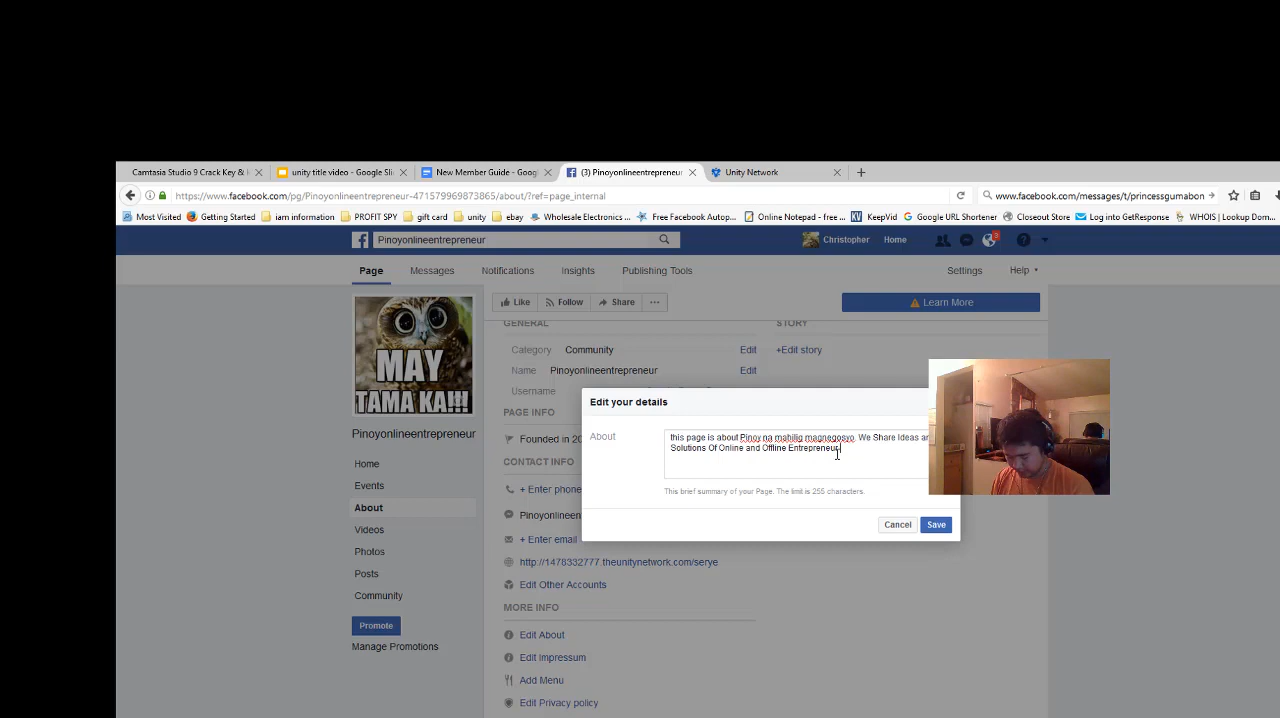 Camtasia Studio 9 Crack Key &
unity title video - Google Sli
New Member Guide - Goog
(3) Pinoyonlineentrepreneur
Unity Network
https://www.facebook.com/pg/Pinoyonlineentrepreneur-471579969873865/about/?ref=page_internal
www.facebook.com/messages/t/princessgumabon
Most Visited
Getting Started
iam information
PROFIT SPY
gift card
unity
ebay
Wholesale Electronics ...
Free Facebook Autop...
Online Notepad - free ...
KeepVid
Google URL Shortener
Closeout Store
Log into GetResponse
WHOIS | Lookup Dom...
Pinoyonlineentrepreneur
Christopher
Home
3
Page
Messages
Notifications
Insights
Publishing Tools
Settings
Help
Like
Follow
Share
Learn More
MAY
TAMA KA!!!
Pinoyonlineentrepreneur
Home
Events
About
Videos
Photos
Posts
Community
Promote
Manage Promotions
GENERAL
STORY
Category Community Edit
+Edit story
Name Pinoyonlineentrepreneur Edit
Username
PAGE INFO
Founded in 20
CONTACT INFO
+ Enter phone
Pinoyonlineen
+ Enter email
http://1478332777.theunitynetwork.com/serye
Edit Other Accounts
MORE INFO
Edit About
Edit Impressum
Add Menu
Edit Privacy policy
Edit your details
About
this page is about Pinoy na mahilig magnegosyo. We Share Ideas an
Solutions Of Online and Offline Entrepreneur.
This brief summary of your Page. The limit is 255 characters.
Cancel
Save